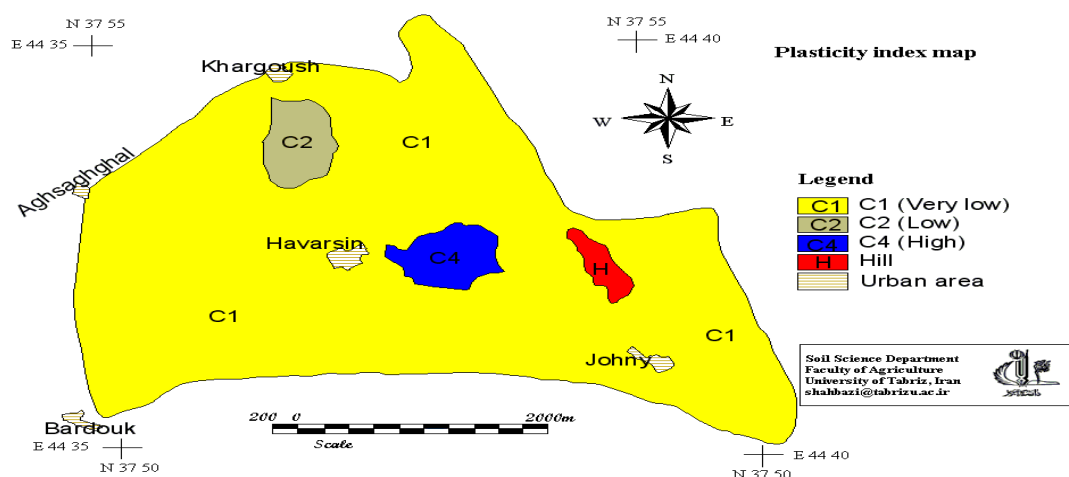 N 37 55
E 44 35
N 37 55
E 44 40
Plasticity index map
Khargoush
N
W E
S
C2
C1
Aghsaghghal
Legend
C1 C1 (Very low)
C2 C2 (Low)
C4 C4 (High)
H Hill
Urban area
Havarsin
C4
H
C1
C1
Johny
Soil Science Department
Faculty of Agriculture
University of Tabriz, Iran
shahbazi@tabrizu.ac.ir
200 0 2000m
Scale
Bardouk
E 44 35
N 37 50
E 44 40
N 37 50